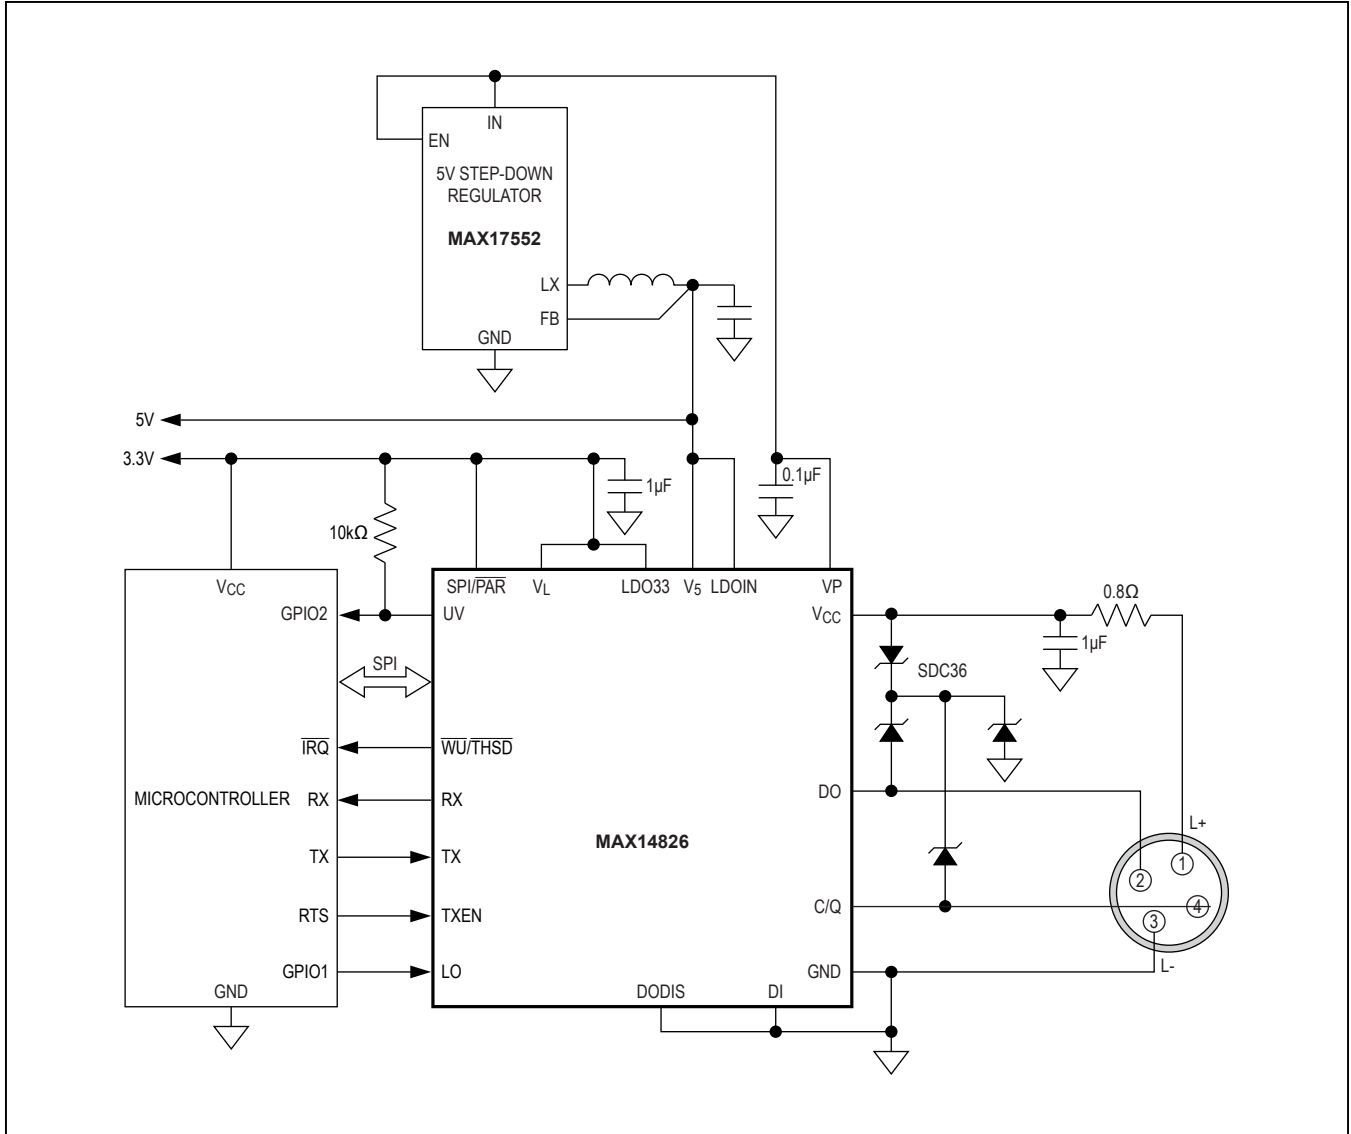 IN
EN
5V STEP-DOWN
REGULATOR
MAX17552
LX
FB
GND
5V
3.3V
1µF
0.1µF
10kΩ
VCC
SPI/PAR
VL
LDO33
V5
LDOIN
VP
GPIO2
UV
VCC
0.8Ω
1µF
SPI
SDC36
IRQ
WU/THSD
MICROCONTROLLER
RX
RX
DO
MAX14826
L+
TX
TX
1
2
RTS
TXEN
C/Q
4
3
GPIO1
LO
GND
L-
GND
DODIS
DI